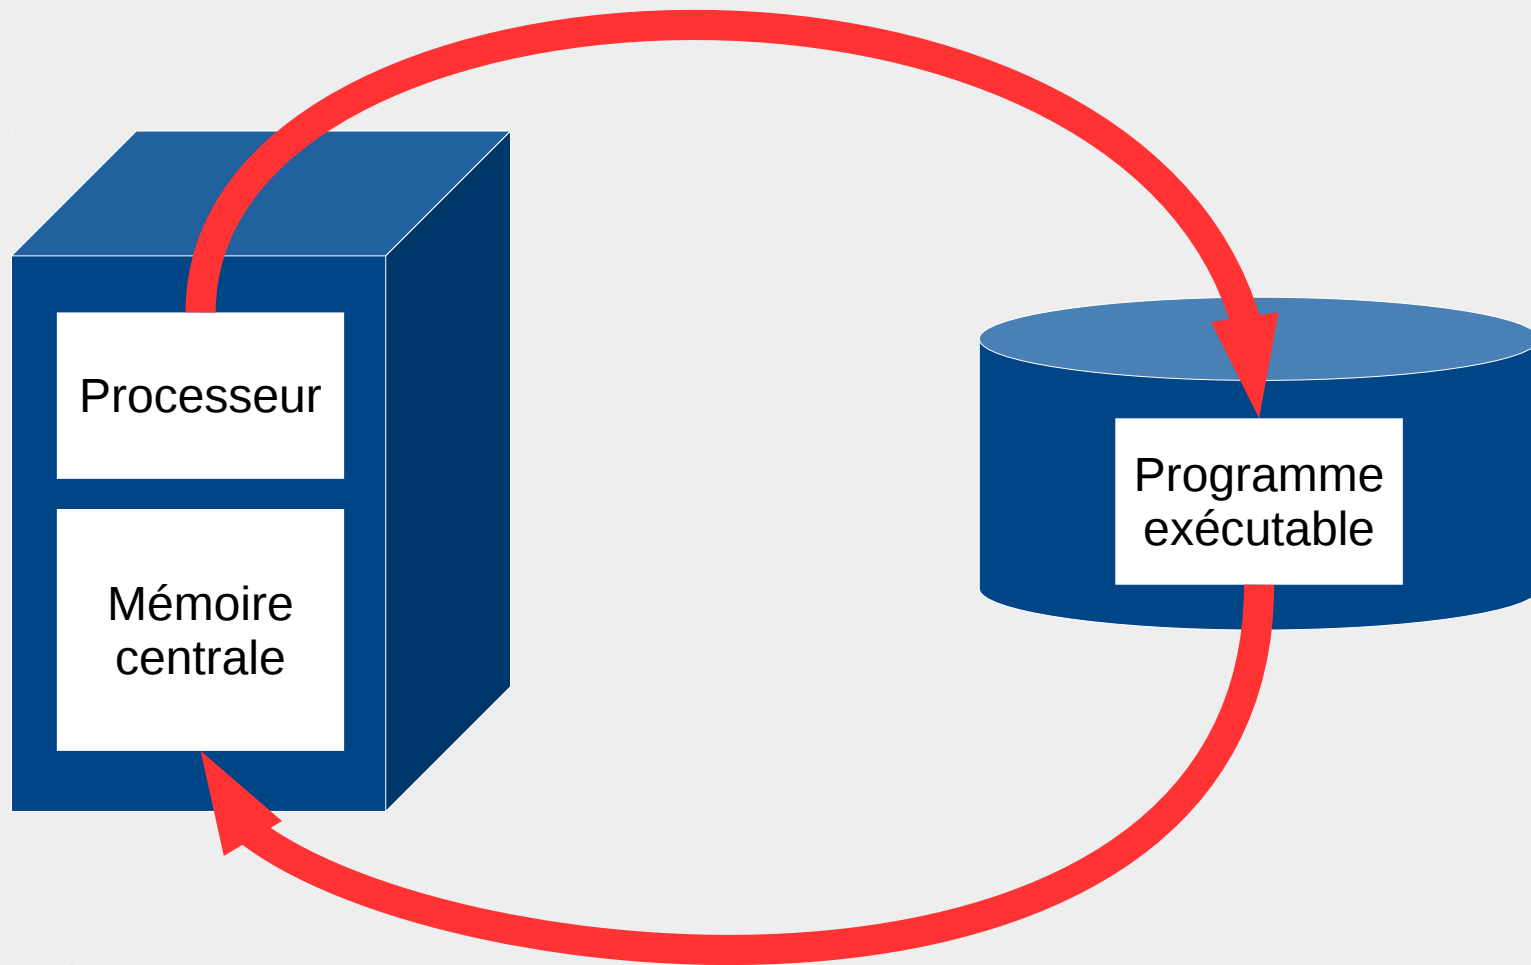 Processeur
Mémoire
centrale
Programme
exécutable